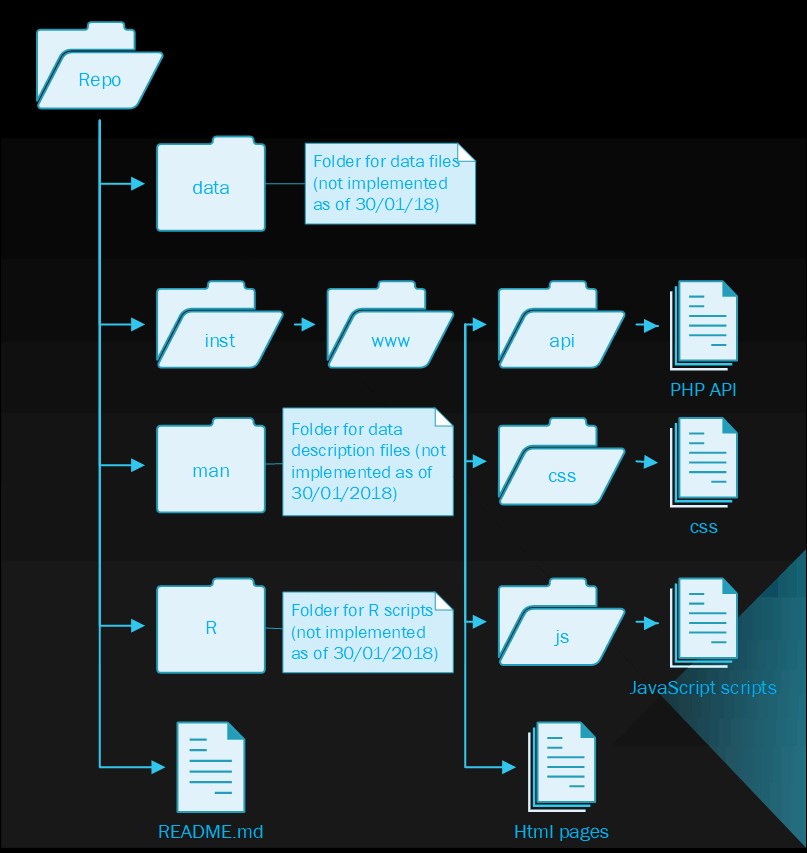 Repo
data
Folder for data files
(not implemented
as of 30/01/18)
inst
www
api
PHP API
man
Folder for data
description files (not
implemented as of
30/01/2018)
css
css
R
Folder for R scripts
(not implemented
as of 30/01/2018)
js
JavaScript scripts
README.md
Html pages